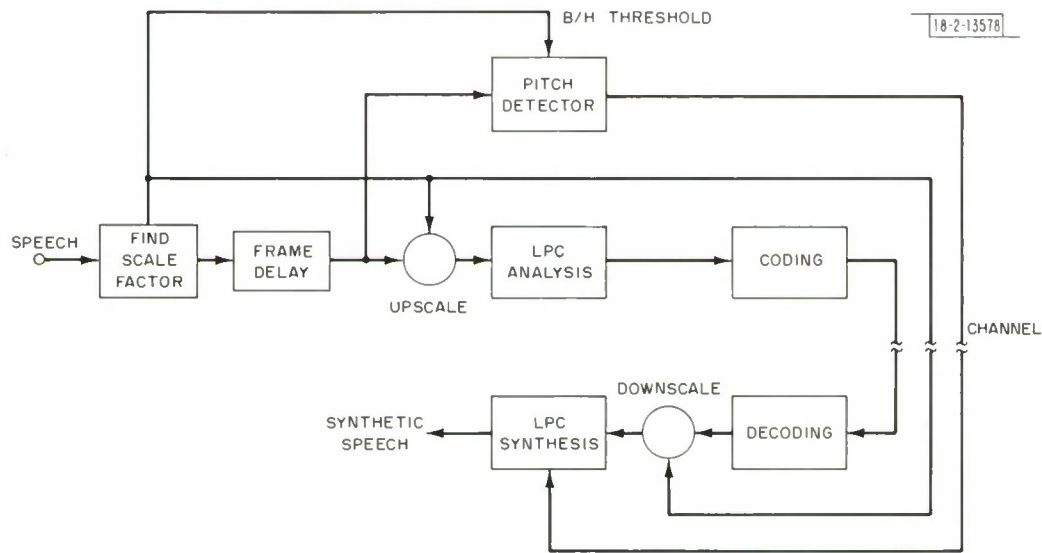 B/H THRESHOLD
18-2-13578
PITCH
DETECTOR
SPEECH
FIND
SCALE
FACTOR
FRAME
DELAY
UPSCALE
LPC
ANALYSIS
CODING
CHANNEL
DOWNSCALE
SYNTHETIC
SPEECH
LPC
SYNTHESIS
DECODING